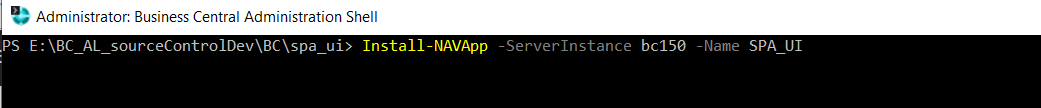 Administrator: Business Central Administration Shell
PS E:\BC_AL_sourceControlDev\BC\spa_ui> Install-NAVApp -ServerInstance bc150 -Name SPA_UI